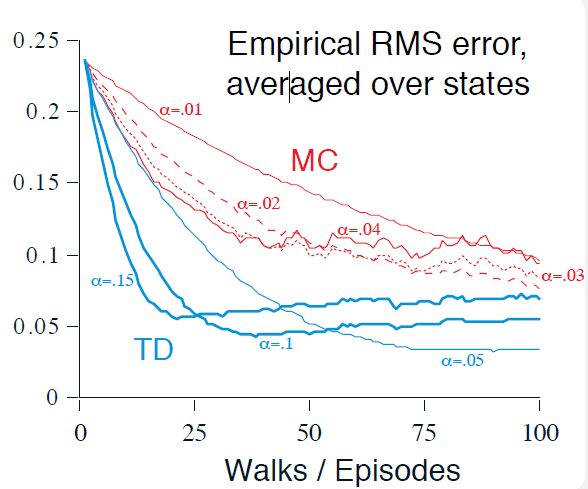 Empirical RMS error,
averaged over states
0.25
0.2
0.15
0.1
0.05
0
α=.01
MC
α=.02
α=.04
α=.03
α=.15
TD
α=.1
α=.05
0
25
50
75
100
Walks / Episodes